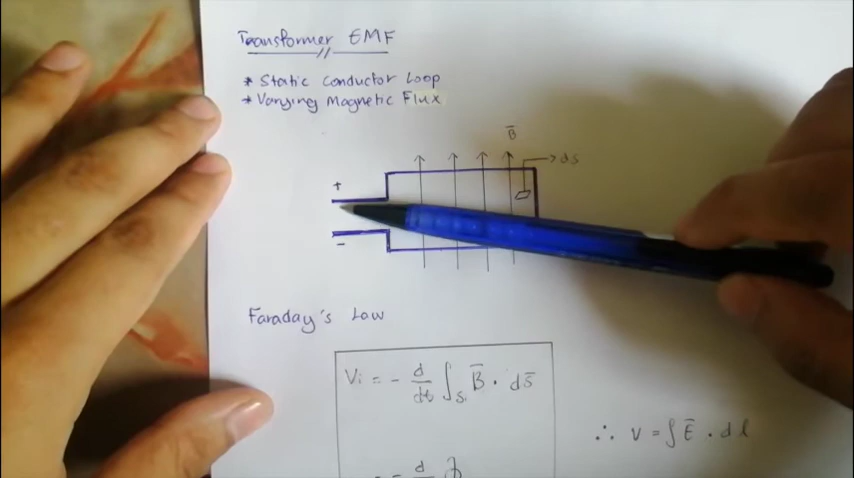 Transformer EMF
* Static Conductor Loop
* Varying Magnetic Flux
B̅
→ ds
+
-
Faraday's Law
Vi = - d/dt ∫s B̅ · ds̅
∴ V = ∫ E̅ · dl